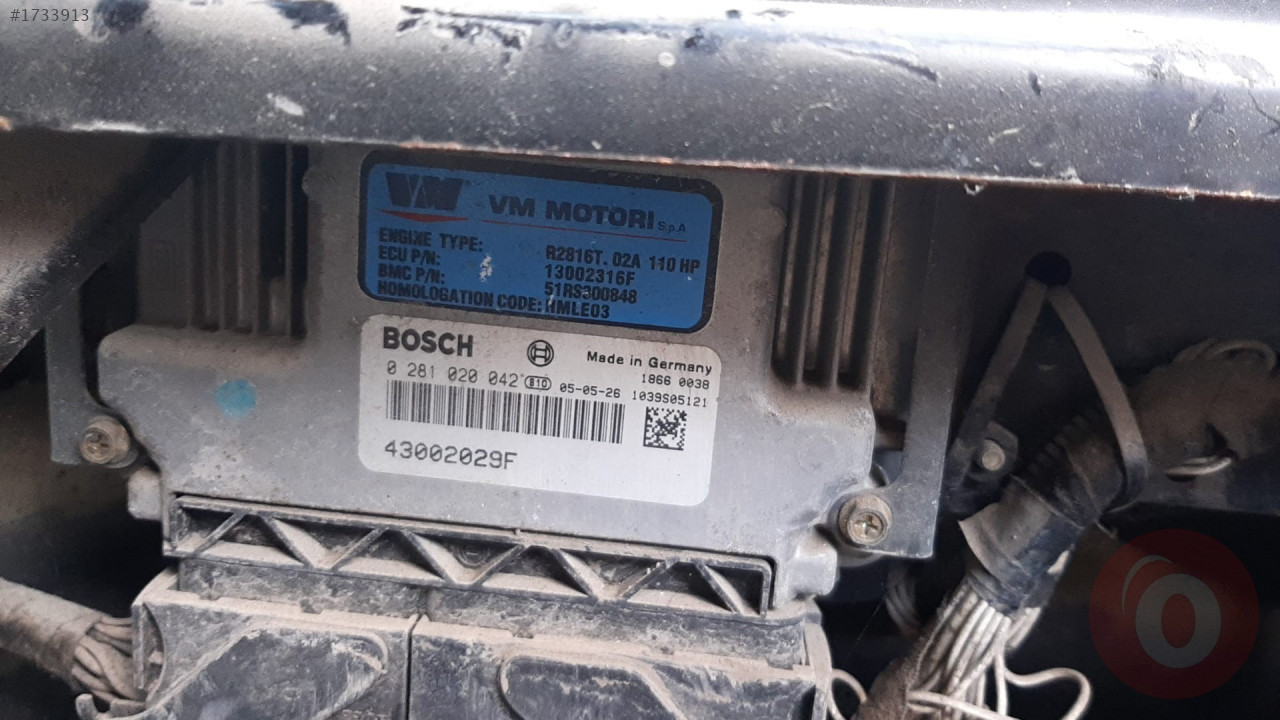 #1733913
VM VM MOTORI S.p.A
ENGINE TYPE: R2816T. 02A 110 HP
ECU P/N: 13002316F
BMC P/N: 51RS300848
HOMOLOGATION CODE: HMLE03
BOSCH Made in Germany
0 281 020 042 B10 05-05-26 1866 0038
1039S05121
43002029F